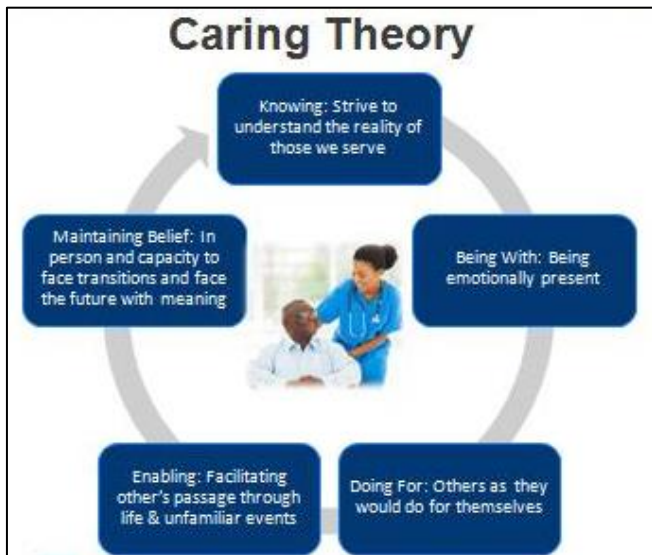 Caring Theory
Knowing: Strive to
understand the reality of
those we serve
Being With: Being
emotionally present
Doing For: Others as they
would do for themselves
Enabling: Facilitating
other's passage through
life & unfamiliar events
Maintaining Belief: In
person and capacity to
face transitions and face
the future with meaning